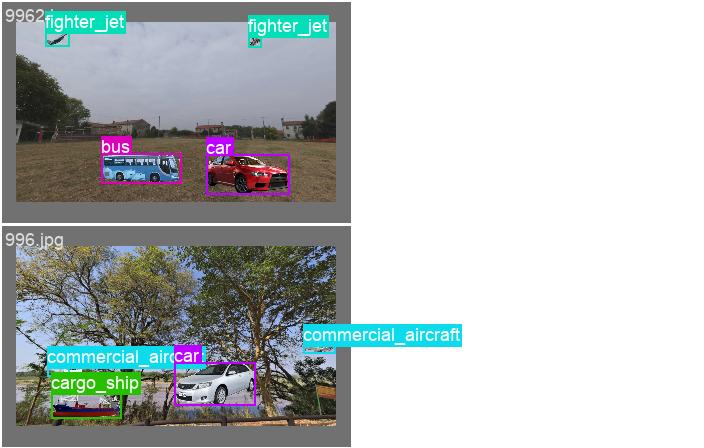 9962.j
fighter_jet
fighter_jet
bus
car
996.jpg
commercial_aircraft
commercial_airc
car
cargo_ship